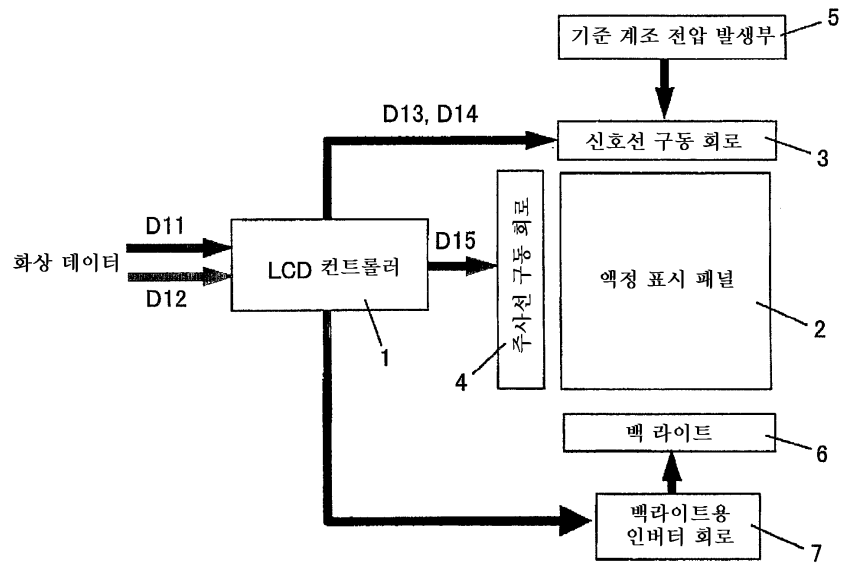 5
기준 계조 전압 발생부
D13, D14
신호선 구동 회로
3
D11
화상 데이터
D12
LCD 컨트롤러
1
D15
주사선 구동 회로
4
액정 표시 패널
2
백 라이트
6
백라이트용
인버터 회로
7